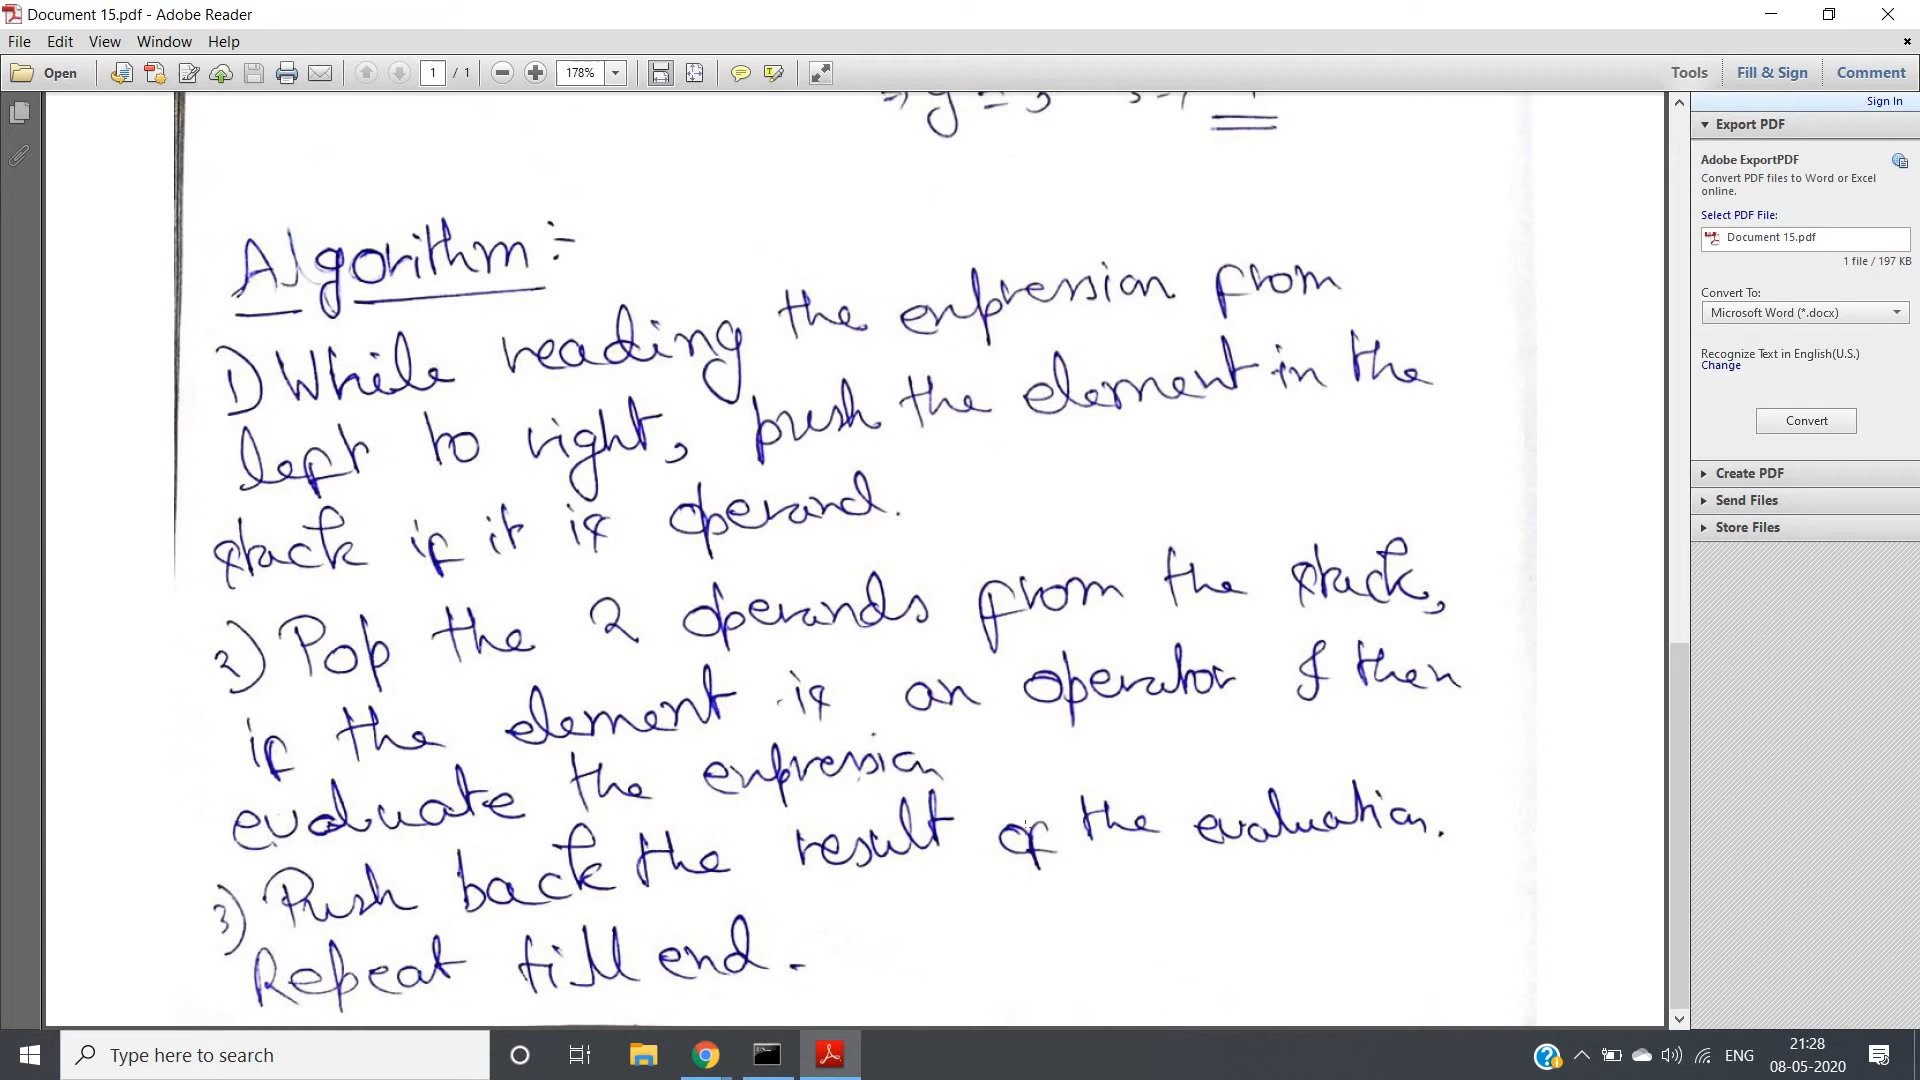 Document 15.pdf - Adobe Reader
File Edit View Window Help
Open 1 / 1 178% Tools Fill & Sign Comment
Sign In
⇒ y = 3
Export PDF
Adobe ExportPDF
Convert PDF files to Word or Excel
online.
Select PDF File:
Document 15.pdf
1 file / 197 KB
Convert To:
Microsoft Word (*.docx)
Recognize Text in English(U.S.)
Change
Convert
Create PDF
Send Files
Store Files
Algorithm :-
1) While reading the expression from
left to right, push the element in the
stack if it is operand.
2) Pop the 2 operands from the stack,
if the element is an operator & then
evaluate the expression
3) Push back the result of the evaluation.
Repeat till end.
Type here to search
ENG
21:28
08-05-2020